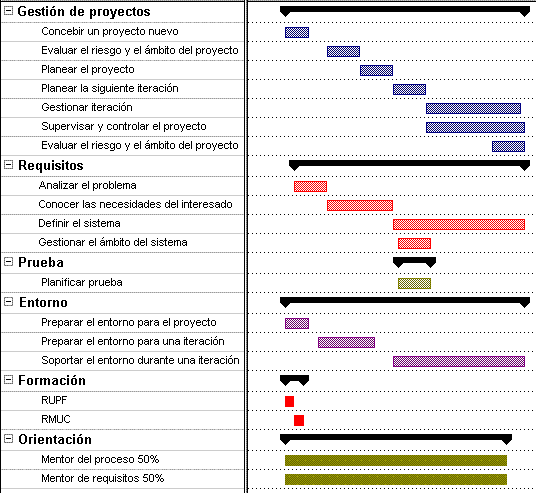 Gestión de proyectos
Concebir un proyecto nuevo
Evaluar el riesgo y el ámbito del proyecto
Planear el proyecto
Planear la siguiente iteración
Gestionar iteración
Supervisar y controlar el proyecto
Evaluar el riesgo y el ámbito del proyecto
Requisitos
Analizar el problema
Conocer las necesidades del interesado
Definir el sistema
Gestionar el ámbito del sistema
Prueba
Planificar prueba
Entorno
Preparar el entorno para el proyecto
Preparar el entorno para una iteración
Soportar el entorno durante una iteración
Formación
RUPF
RMUC
Orientación
Mentor del proceso 50%
Mentor de requisitos 50%